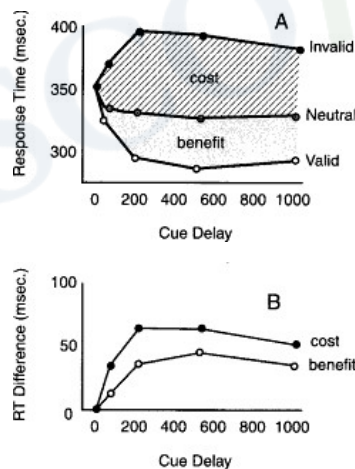 A
Response Time (msec.)
400
350
300
Invalid
cost
Neutral
benefit
Valid
0 200 400 600 800 1000
Cue Delay
B
RT Difference (msec.)
100
50
0
cost
benefit
0 200 400 600 800 1000
Cue Delay